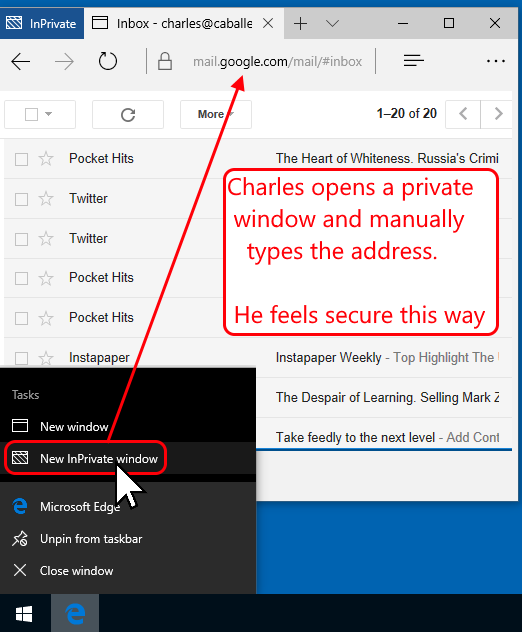 InPrivate
Inbox - charles@caballe
mail.google.com/mail/#inbox
More
1–20 of 20
Pocket Hits
The Heart of Whiteness. Russia's Crimi
Twitter
Twitter
Pocket Hits
Pocket Hits
Charles opens a private
window and manually
types the address.
He feels secure this way
Instapaper
Instapaper Weekly - Top Highlight The
The Despair of Learning. Selling Mark Z
Take feedly to the next level - Add Cont
Tasks
New window
New InPrivate window
Microsoft Edge
Unpin from taskbar
Close window